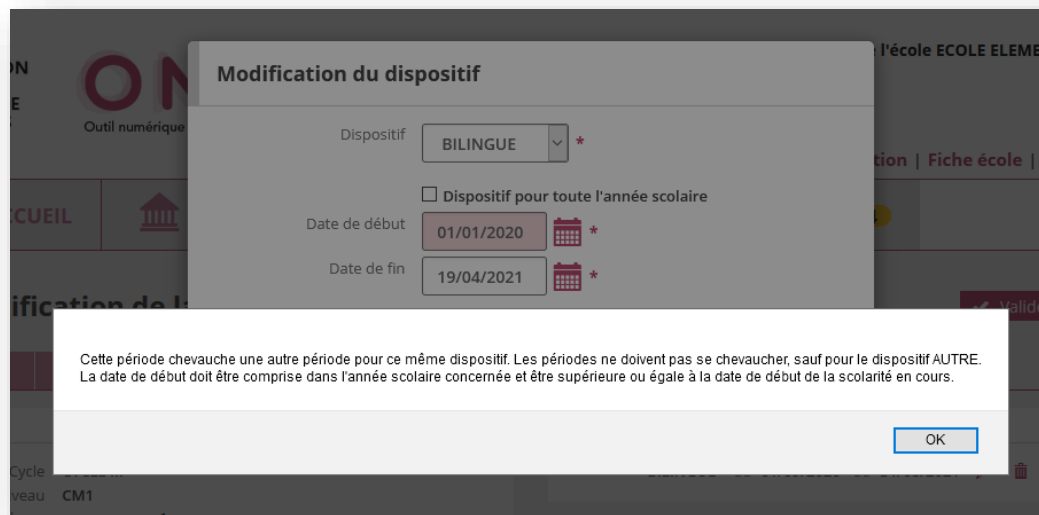 ON
l'école ECOLE ELEME
E
Outil numérique
Modification du dispositif
Dispositif
BILINGUE
*
tion | Fiche école |
Dispositif pour toute l'année scolaire
CCUEIL
Date de début
01/01/2020
*
Date de fin
19/04/2021
*
ification de la
Valide
Cette période chevauche une autre période pour ce même dispositif. Les périodes ne doivent pas se chevaucher, sauf pour le dispositif AUTRE.
La date de début doit être comprise dans l'année scolaire concernée et être supérieure ou égale à la date de début de la scolarité en cours.
OK
Cycle
veau CM1